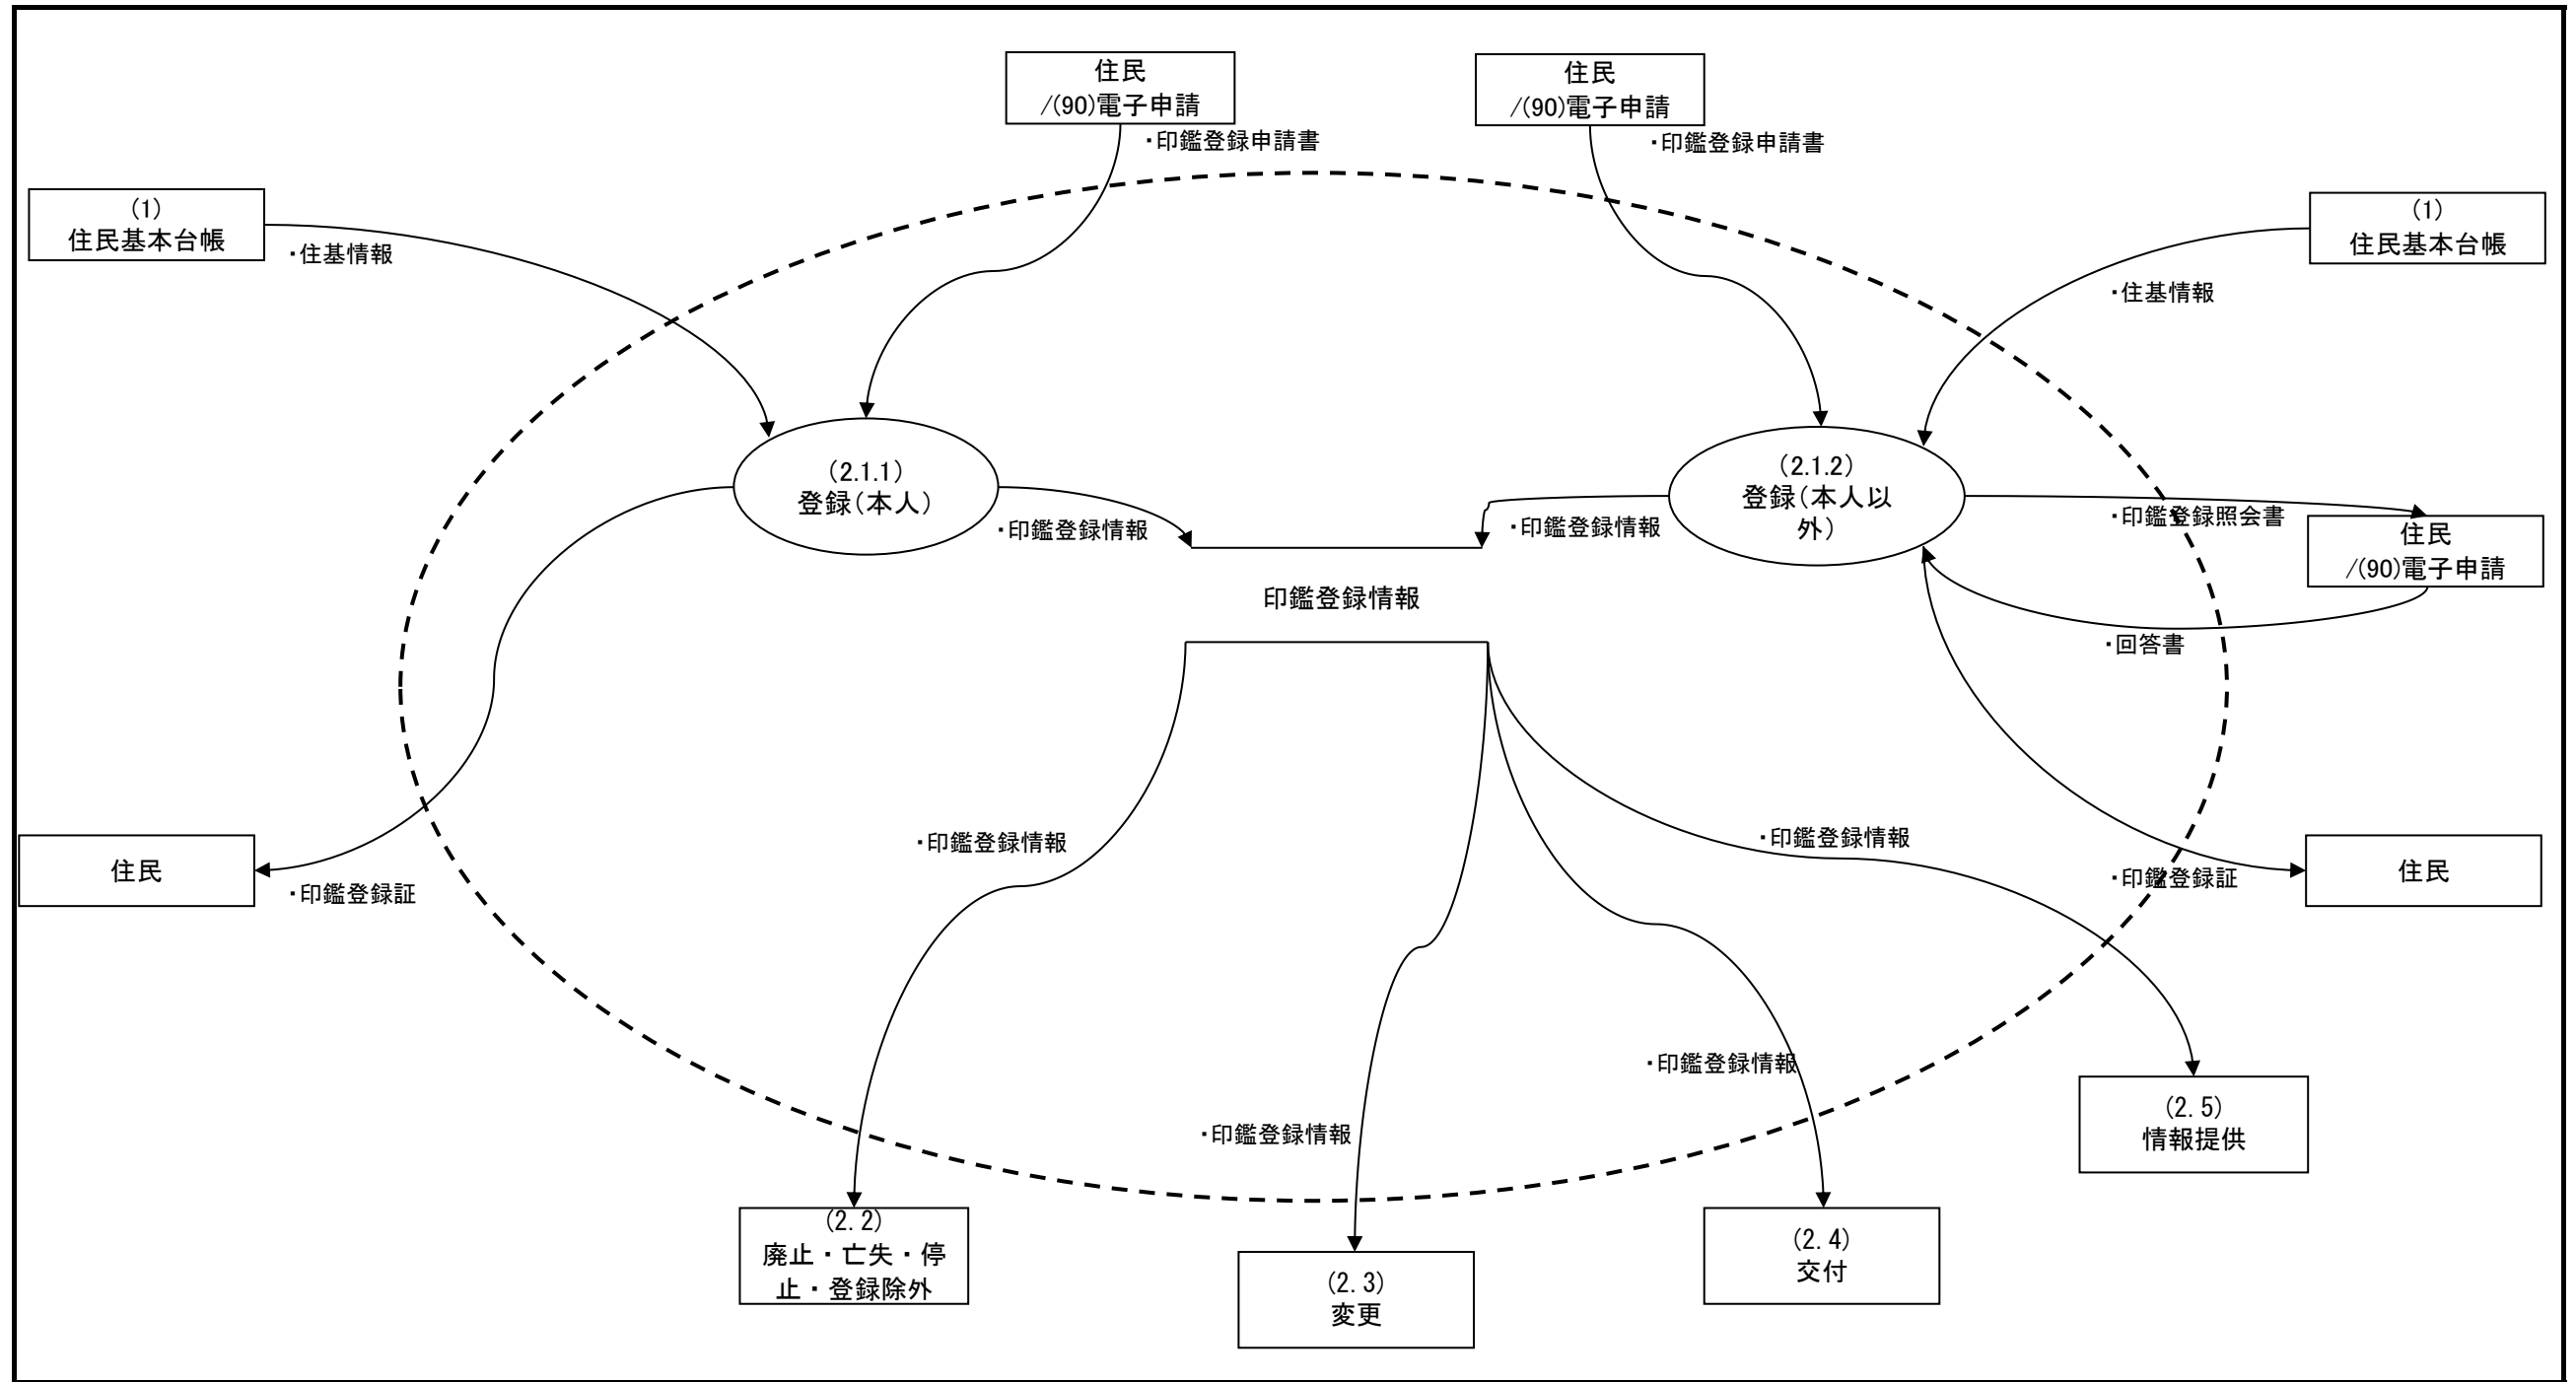 住民
/(90)電子申請
住民
/(90)電子申請
・印鑑登録申請書
・印鑑登録申請書
(1)
住民基本台帳
(1)
住民基本台帳
・住基情報
・住基情報
(2.1.1)
登録(本人)
(2.1.2)
登録(本人以
外)
・印鑑登録情報
・印鑑登録情報
・印鑑登録照会書
住民
/(90)電子申請
印鑑登録情報
・回答書
・印鑑登録情報
・印鑑登録情報
住民
・印鑑登録証
・印鑑登録証
住民
・印鑑登録情報
・印鑑登録情報
(2.5)
情報提供
(2.2)
廃止・亡失・停
止・登録除外
(2.3)
変更
(2.4)
交付